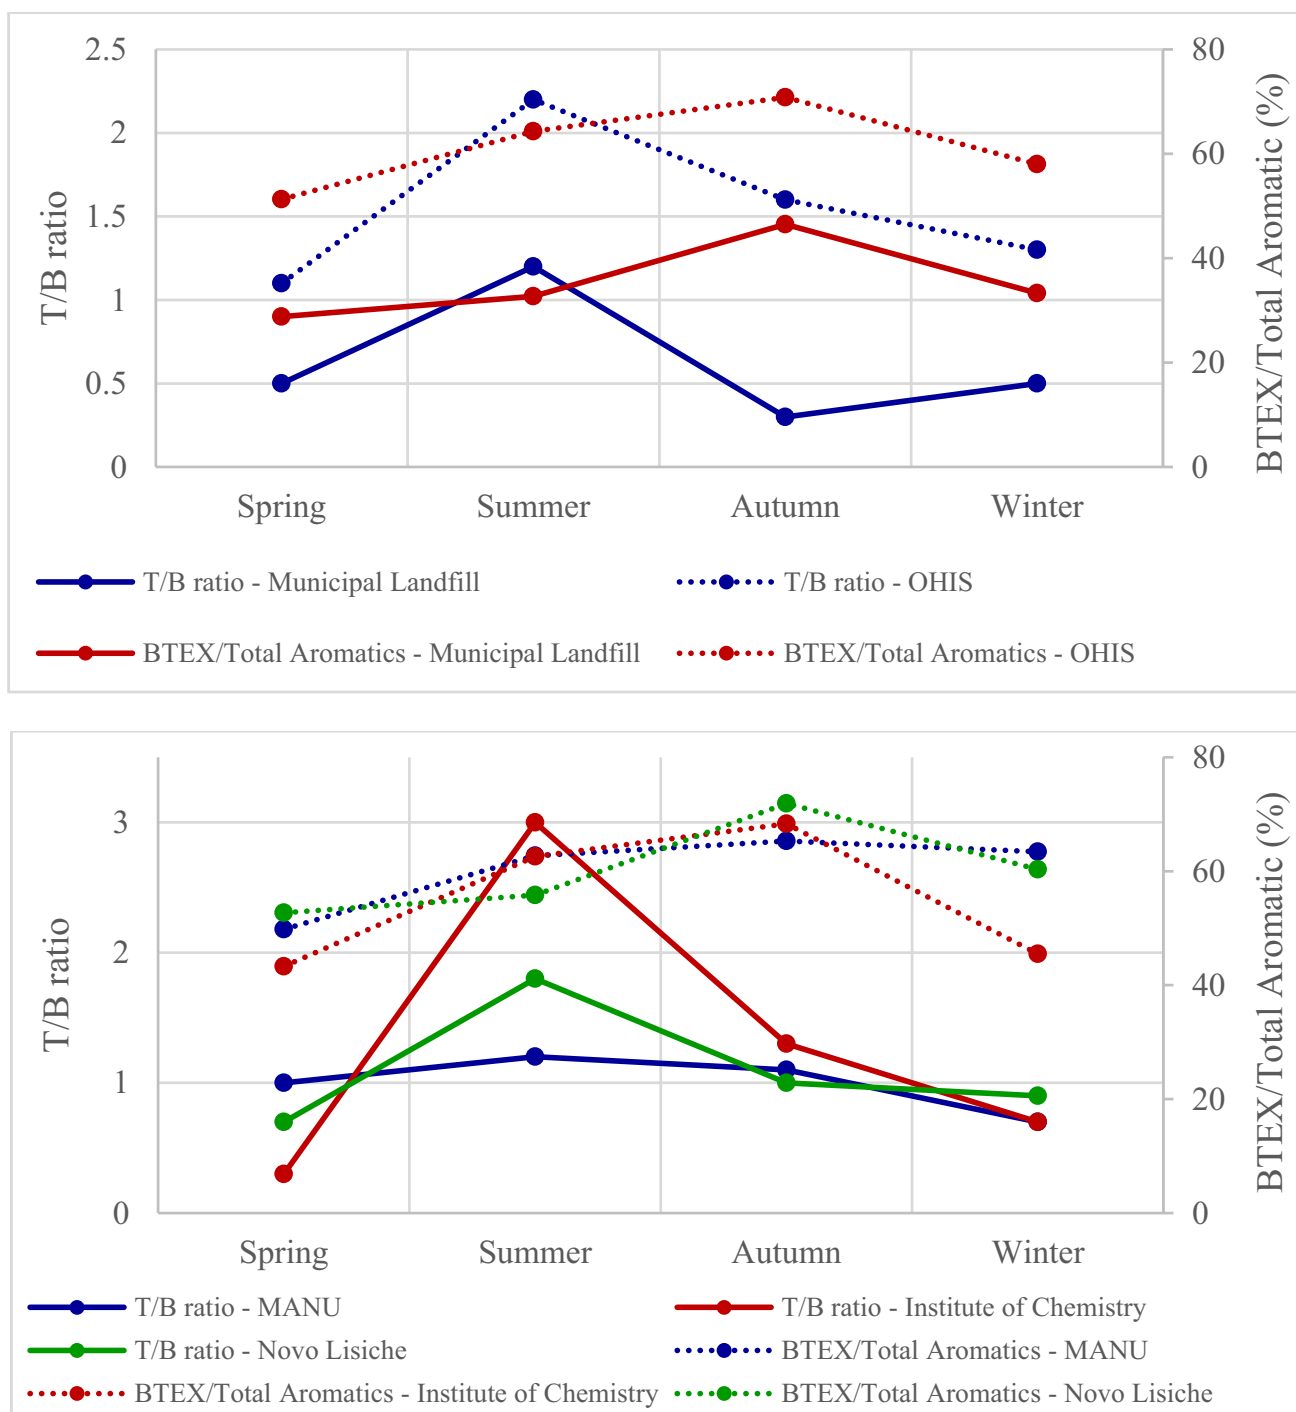 2.5
2
1.5
1
0.5
0
T/B ratio
80
60
40
20
0
BTEX/Total Aromatic (%)
Spring Summer Autumn Winter
T/B ratio - Municipal Landfill T/B ratio - OHIS
BTEX/Total Aromatics - Municipal Landfill BTEX/Total Aromatics - OHIS
3
2
1
0
T/B ratio
80
60
40
20
0
BTEX/Total Aromatic (%)
Spring Summer Autumn Winter
T/B ratio - MANU T/B ratio - Institute of Chemistry
T/B ratio - Novo Lisiche BTEX/Total Aromatics - MANU
BTEX/Total Aromatics - Institute of Chemistry BTEX/Total Aromatics - Novo Lisiche